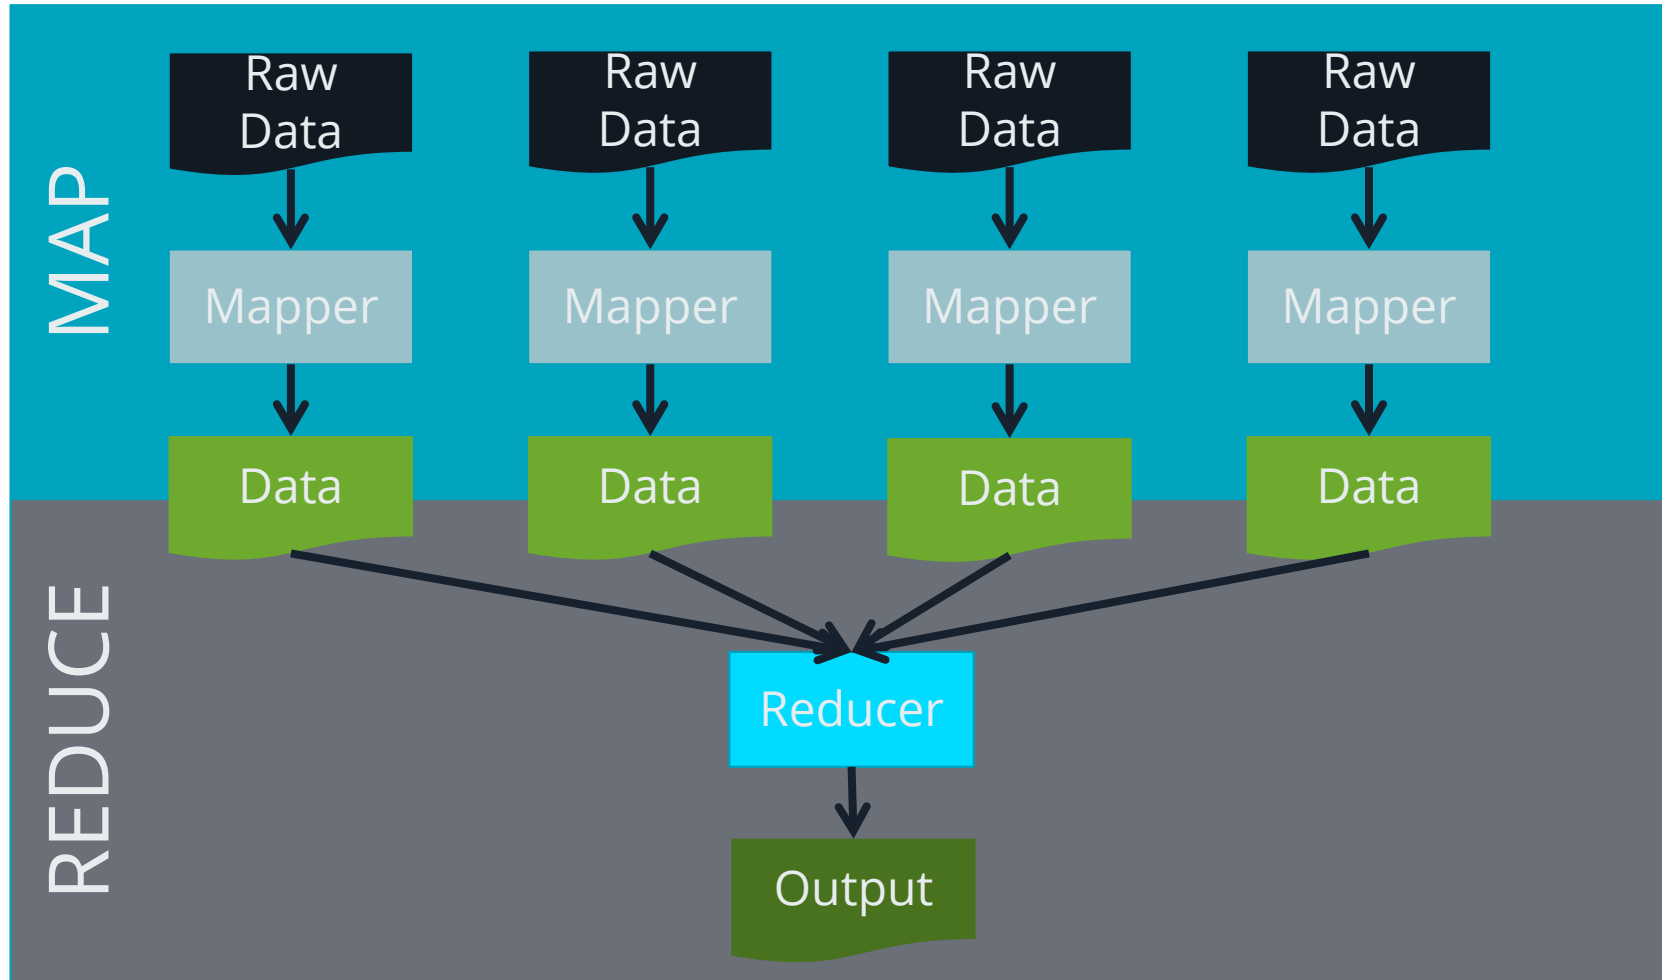 MAP
Raw
Data
Raw
Data
Raw
Data
Raw
Data
Mapper
Mapper
Mapper
Mapper
Data
Data
Data
Data
REDUCE
Reducer
Output